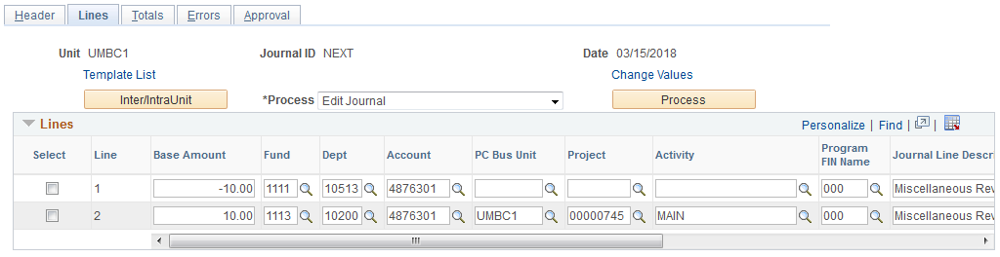 Header Lines Totals Errors Approval
Unit UMBC1 Journal ID NEXT Date 03/15/2018
Template List Change Values
Inter/IntraUnit *Process Edit Journal Process
Lines Personalize | Find | |
Select Line Base Amount Fund Dept Account PC Bus Unit Project Activity Program FIN Name Journal Line Descri
1 -10.00 1111 10513 4876301 000 Miscellaneous Rev
2 10.00 1113 10200 4876301 UMBC1 00000745 MAIN 000 Miscellaneous Rev